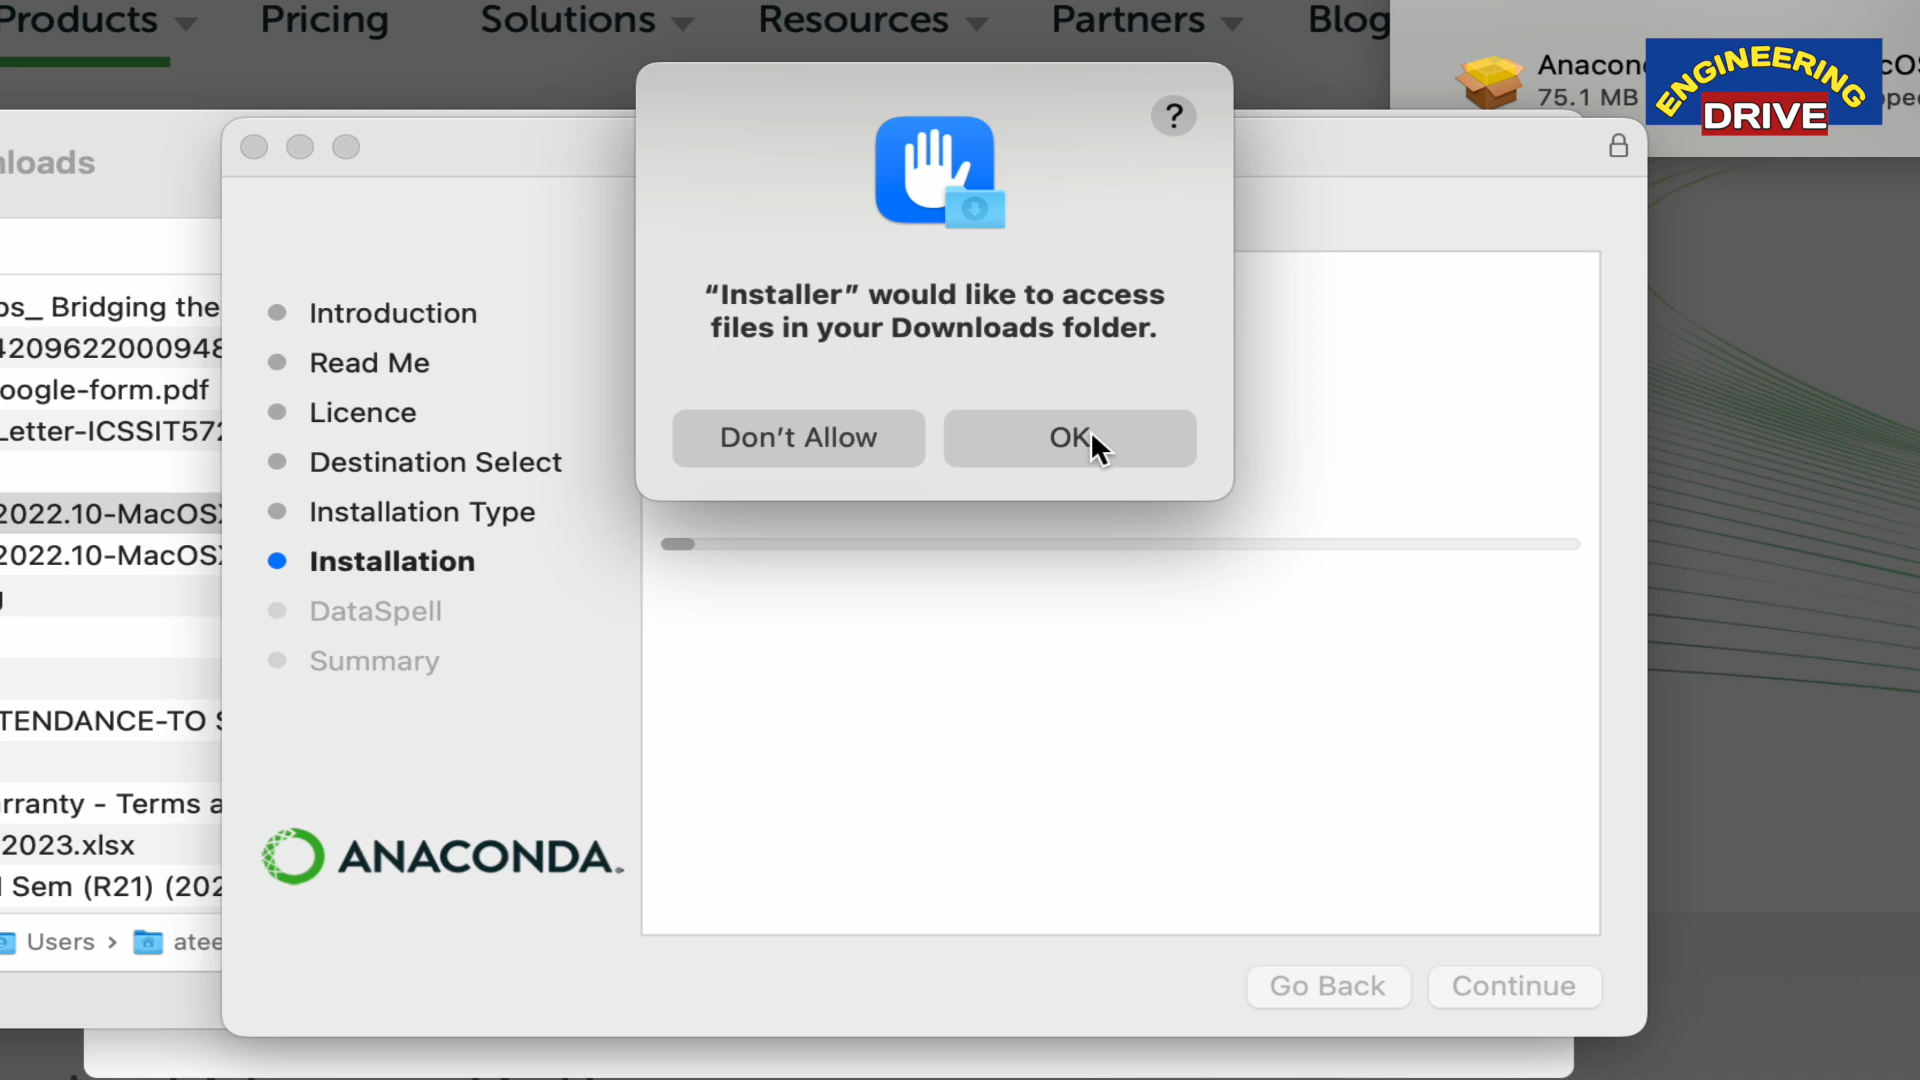 Products
Pricing
Solutions
Resources
Partners
Blog
75.1 MB
ENGINEERING
DRIVE
?
“Installer” would like to access
files in your Downloads folder.
Don’t Allow
OK
Introduction
Read Me
Licence
Destination Select
Installation Type
Installation
DataSpell
Summary
ANACONDA.
Go Back
Continue
nloads
os_ Bridging the
420962200094
oogle-form.pdf
Letter-ICSSIT57
2022.10-MacOS
2022.10-MacOS
TENDANCE-TO
rranty - Terms a
2023.xlsx
Sem (R21) (202
Users › atee